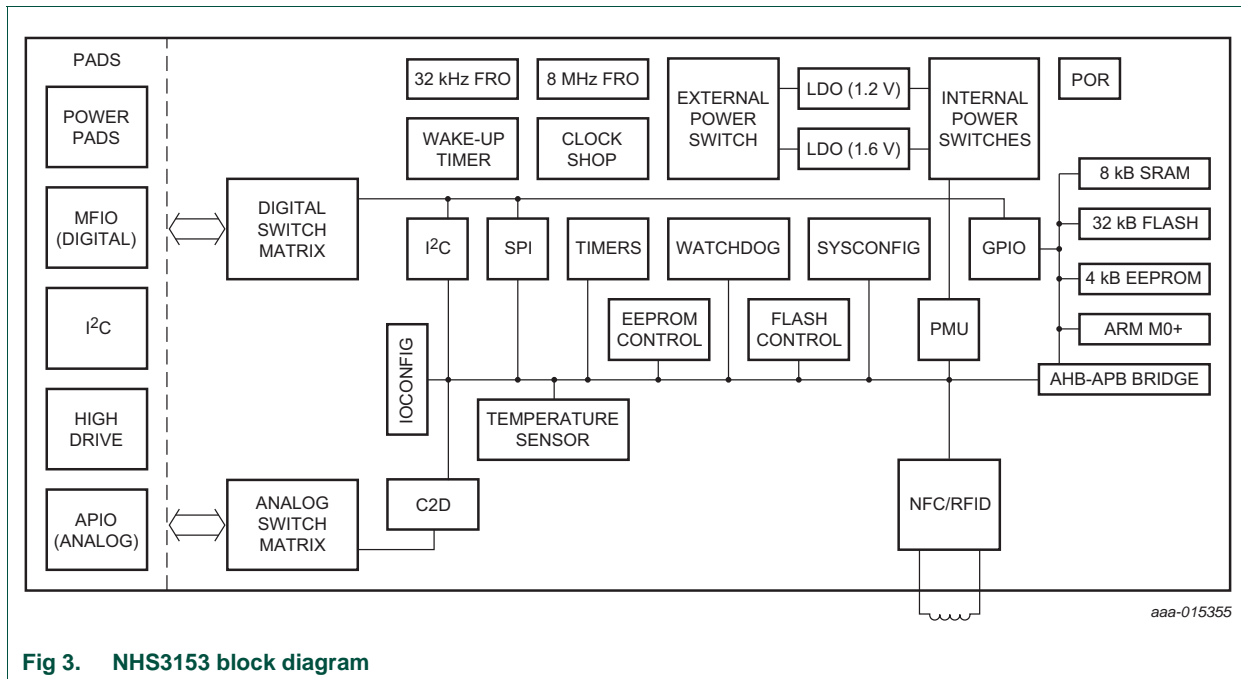 PADS
POWER
PADS
MFIO
(DIGITAL)
I2C
HIGH
DRIVE
APIO
(ANALOG)
DIGITAL
SWITCH
MATRIX
ANALOG
SWITCH
MATRIX
32 kHz FRO
8 MHz FRO
WAKE-UP
TIMER
CLOCK
SHOP
EXTERNAL
POWER
SWITCH
LDO (1.2 V)
LDO (1.6 V)
INTERNAL
POWER
SWITCHES
POR
I2C
SPI
TIMERS
WATCHDOG
SYSCONFIG
GPIO
8 kB SRAM
32 kB FLASH
4 kB EEPROM
ARM M0+
AHB-APB BRIDGE
IOCONFIG
EEPROM
CONTROL
FLASH
CONTROL
PMU
TEMPERATURE
SENSOR
C2D
NFC/RFID
aaa-015355
Fig 3. NHS3153 block diagram